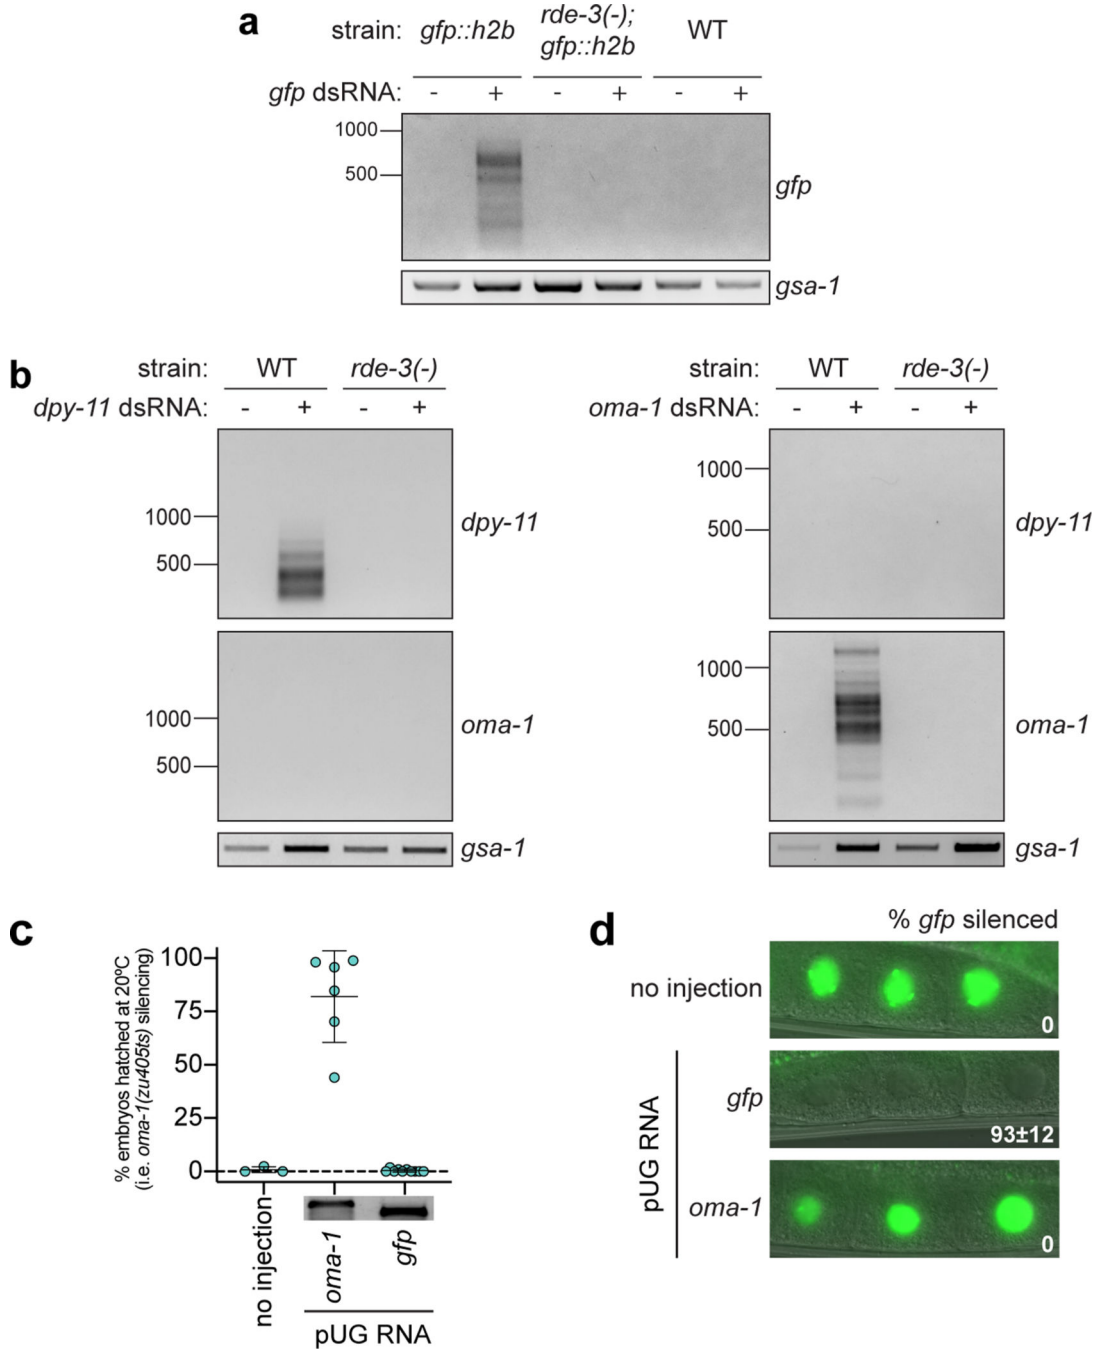 a
strain: gfp::h2b rde-3(-); gfp::h2b WT
gfp dsRNA: - + - + - +
1000
500
gfp
gsa-1
b
strain: WT rde-3(-)
dpy-11 dsRNA: - + - +
1000
500
dpy-11
1000
500
oma-1
gsa-1
strain: WT rde-3(-)
oma-1 dsRNA: - + - +
1000
500
dpy-11
1000
500
oma-1
gsa-1
c
% embryos hatched at 20ºC
(i.e. oma-1(zu405ts) silencing)
100
75
50
25
0
no injection
oma-1
gfp
pUG RNA
d
% gfp silenced
no injection
0
pUG RNA
gfp
93±12
oma-1
0